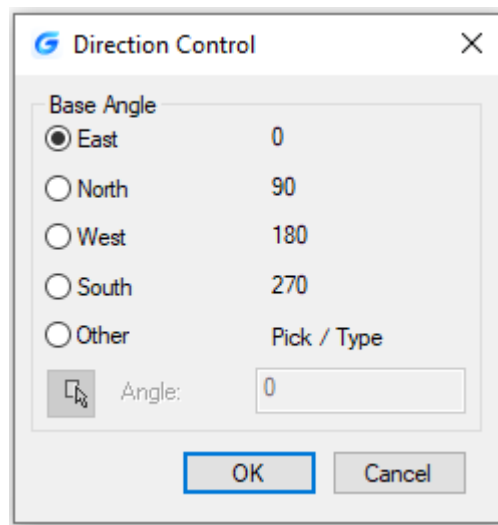 Direction Control
Base Angle
East 0
North 90
West 180
South 270
Other Pick / Type
Angle: 0
OK Cancel